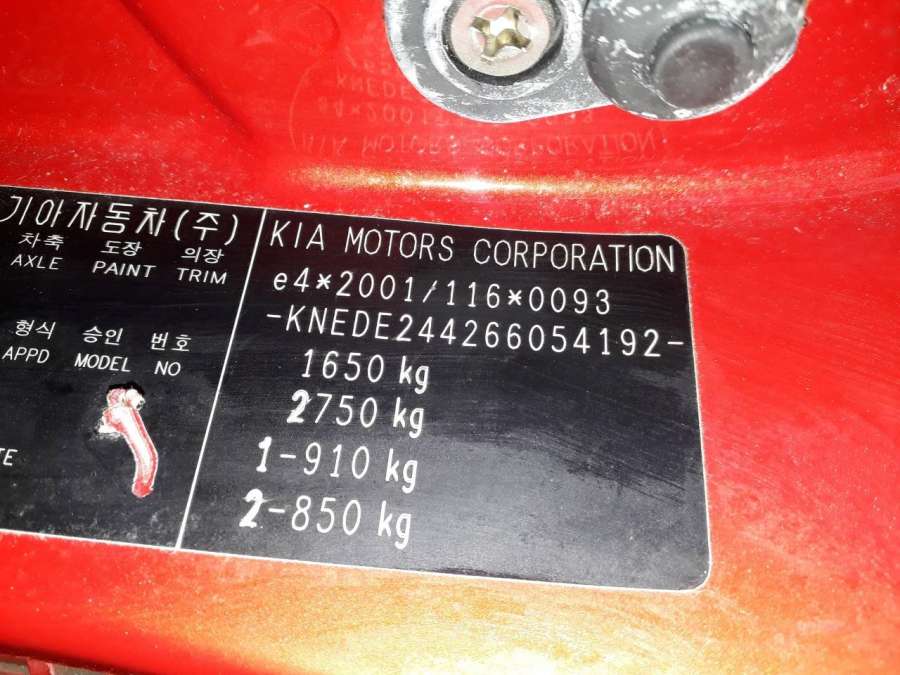 기아자동차(주)
차축 도장 의장
AXLE PAINT TRIM
형식 승인 번호
APPD MODEL NO
TE
KIA MOTORS CORPORATION
e4*2001/116*0093
-KNEDE244266054192-
1650 kg
2750 kg
1-910 kg
2-850 kg